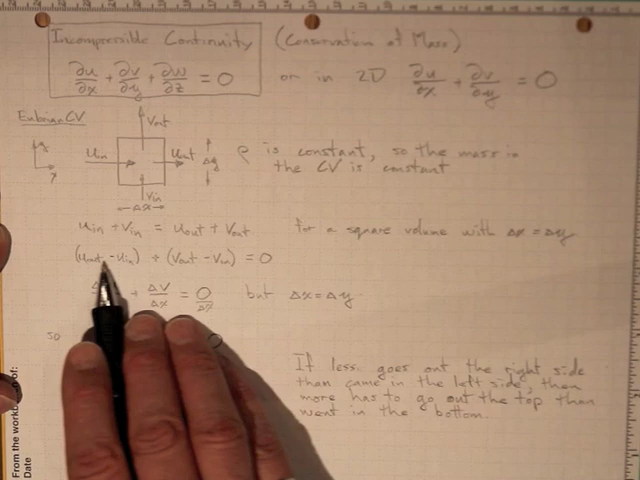 Incompressible Continuity (Conservation of Mass)
∂u/∂x + ∂v/∂y + ∂w/∂z = 0 or in 2D ∂u/∂x + ∂v/∂y = 0
Eulerian CV
Vout
uin uout Δy
Vin
Δx
ρ is constant, so the mass in
the CV is constant
uin + Vin = uout + Vout for a square volume with Δx = Δy
(uout - uin) + (Vout - Vin) = 0
+ ΔV/Δx = 0/Δx but Δx = Δy
so
If less goes out the right side
than came in the left side, then
more has to go out the top than
went in the bottom.
From the workbook of:
Date